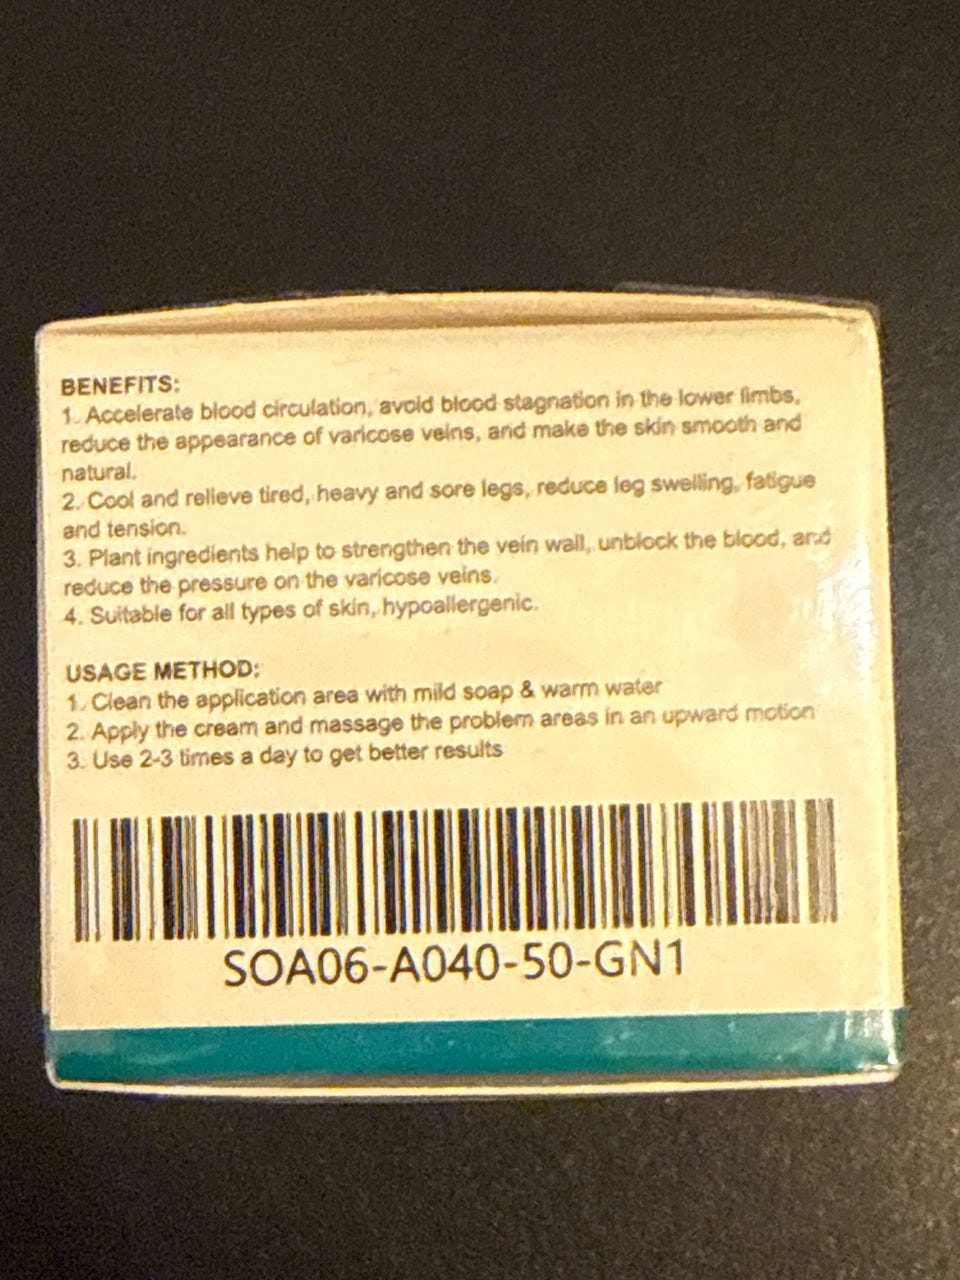 BENEFITS:
1. Accelerate blood circulation, avoid blood stagnation in the lower limbs,
reduce the appearance of varicose veins, and make the skin smooth and
natural.
2. Cool and relieve tired, heavy and sore legs, reduce leg swelling, fatigue
and tension.
3. Plant ingredients help to strengthen the vein wall, unblock the blood, and
reduce the pressure on the varicose veins.
4. Suitable for all types of skin, hypoallergenic.
USAGE METHOD:
1. Clean the application area with mild soap & warm water
2. Apply the cream and massage the problem areas in an upward motion
3. Use 2-3 times a day to get better results
SOA06-A040-50-GN1